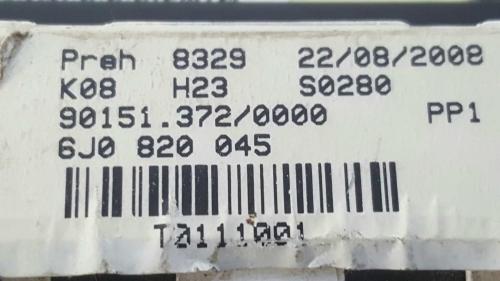 Preh 8329 22/08/2008
K08 H23 S0280
90151.372/0000 PP1
6J0 820 045
T0111001